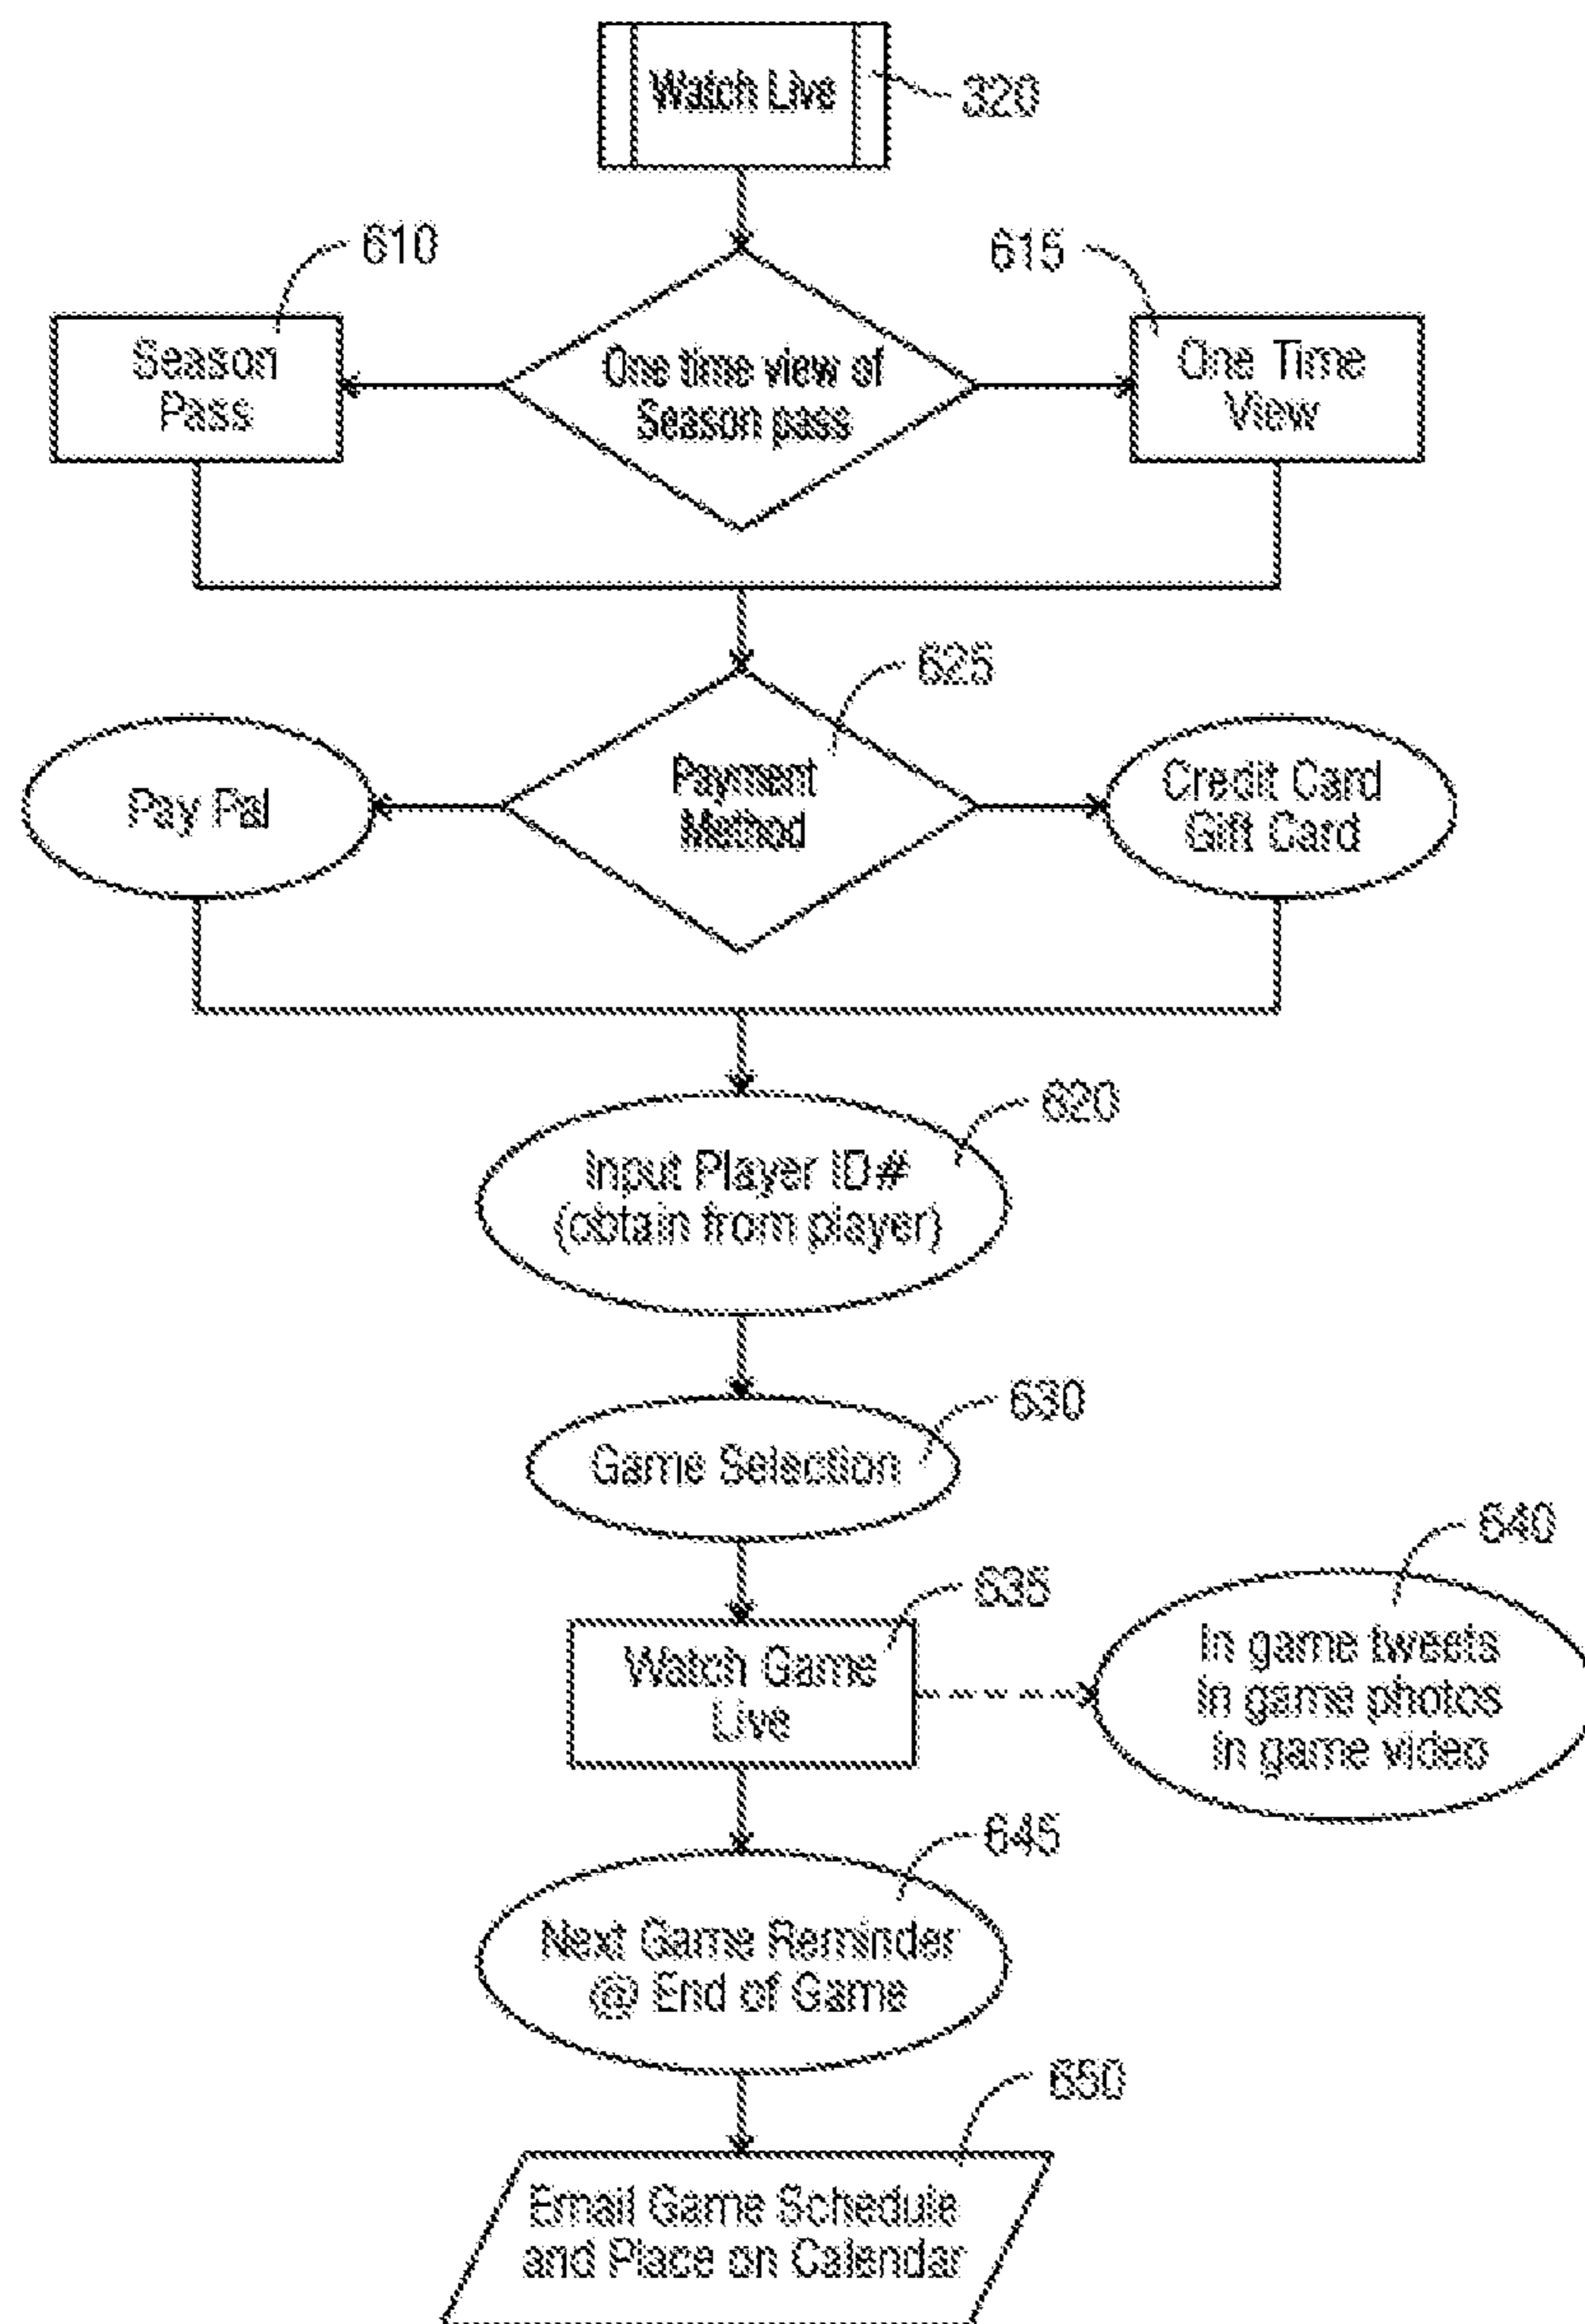 Watch Live
320
610
615
Season
Pass
One time view of
Season pass
One Time
View
625
Pay Pal
Payment
Method
Credit Card
Gift Card
620
Input Player ID#
(obtain from player)
630
Game Selection
640
635
Watch Game
Live
In game tweets
In game photos
In game video
645
Next Game Reminder
@ End of Game
650
Email Game Schedule
and Place on Calendar